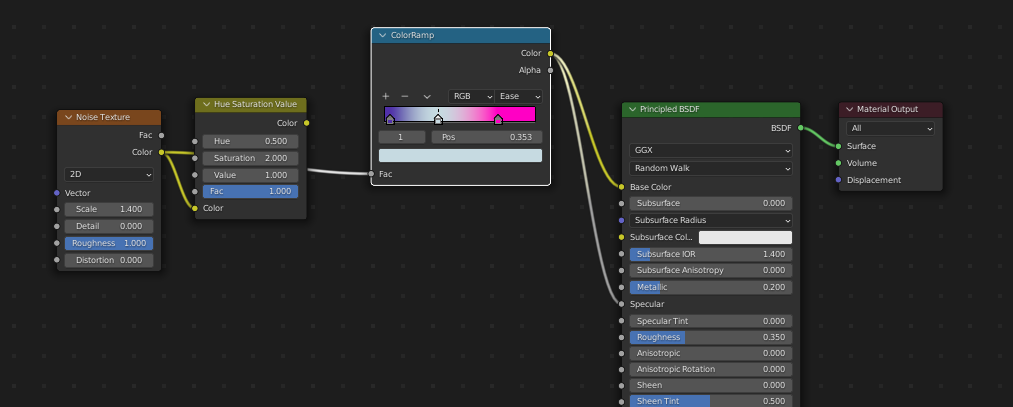 Noise Texture
Fac
Color
2D
Vector
Scale 1.400
Detail 0.000
Roughness 1.000
Distortion 0.000
Hue Saturation Value
Color
Hue 0.500
Saturation 2.000
Value 1.000
Fac 1.000
Color
ColorRamp
Color
Alpha
+ −
RGB
Ease
1
Pos 0.353
Fac
Principled BSDF
BSDF
GGX
Random Walk
Base Color
Subsurface 0.000
Subsurface Radius
Subsurface Col...
Subsurface IOR 1.400
Subsurface Anisotropy 0.000
Metallic 0.200
Specular
Specular Tint 0.000
Roughness 0.350
Anisotropic 0.000
Anisotropic Rotation 0.000
Sheen 0.000
Sheen Tint 0.500
Material Output
All
Surface
Volume
Displacement